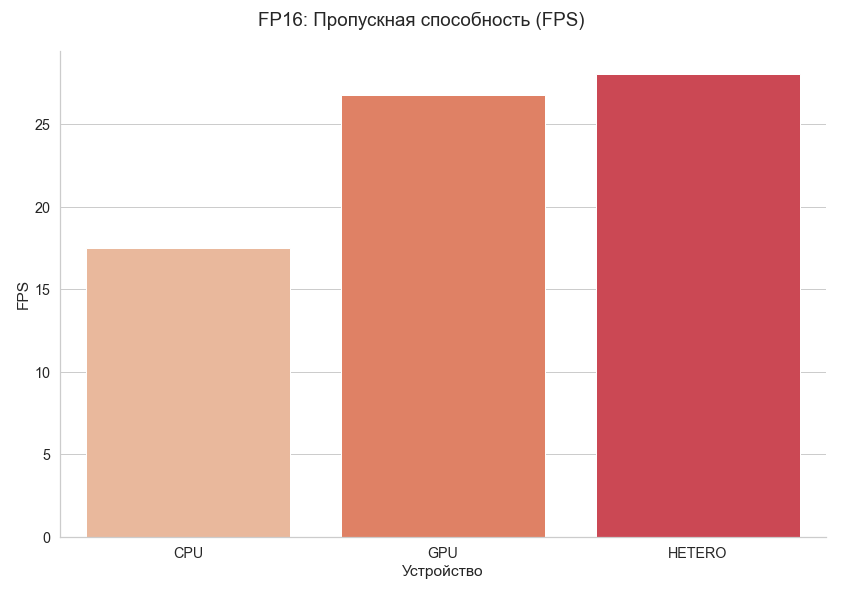 FP16: Пропускная способность (FPS)
25
20
15
10
5
0
FPS
CPU
GPU
HETERO
Устройство